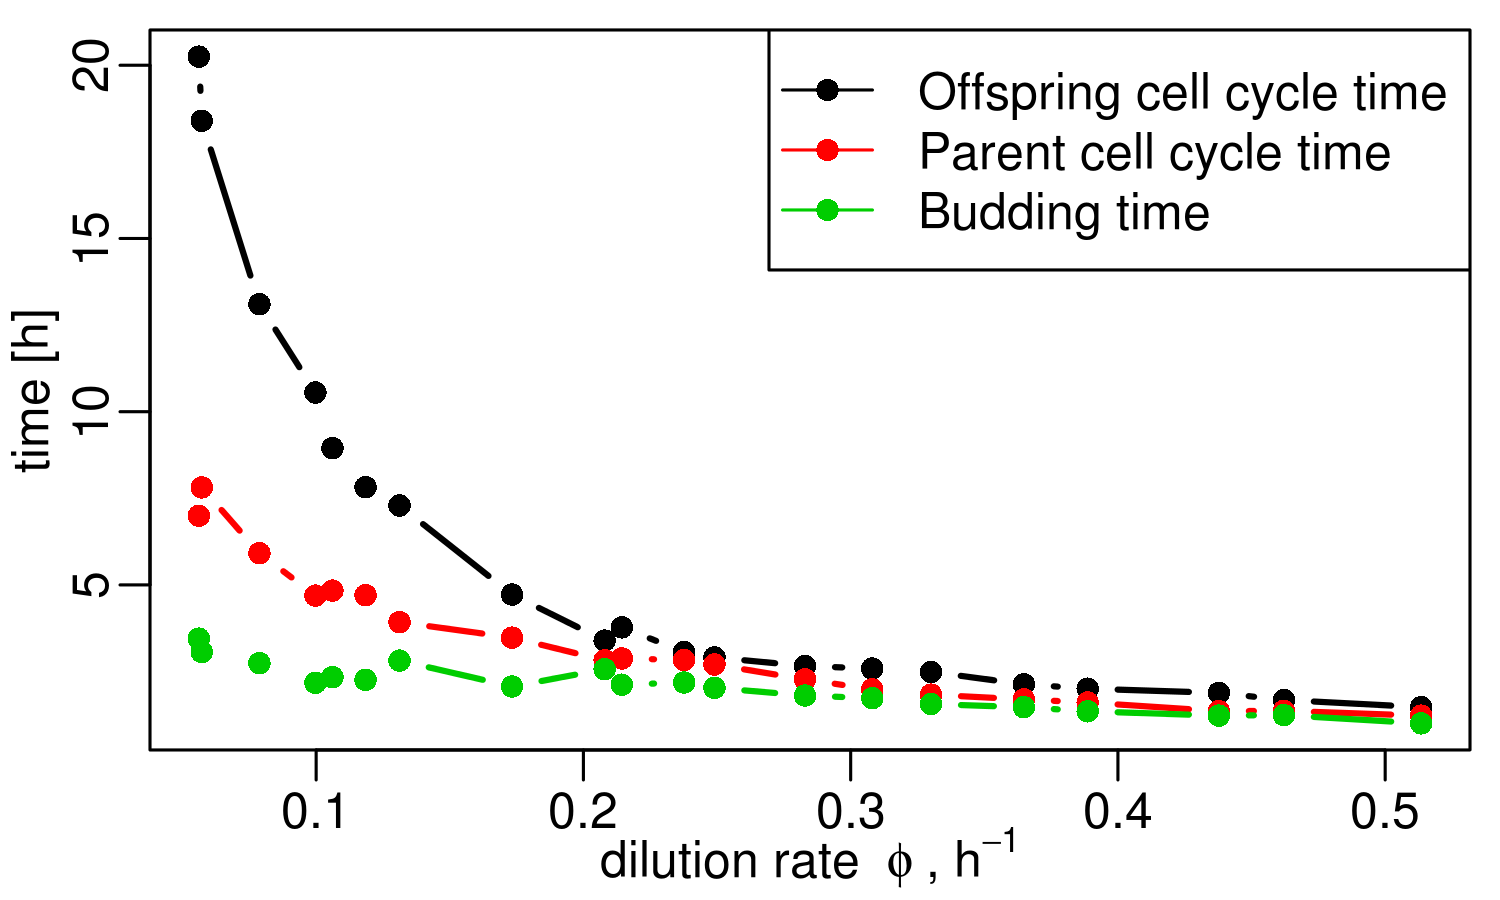 Offspring cell cycle time
Parent cell cycle time
Budding time
time [h]
20
15
10
5
0.1 0.2 0.3 0.4 0.5
dilution rate ϕ , h⁻¹